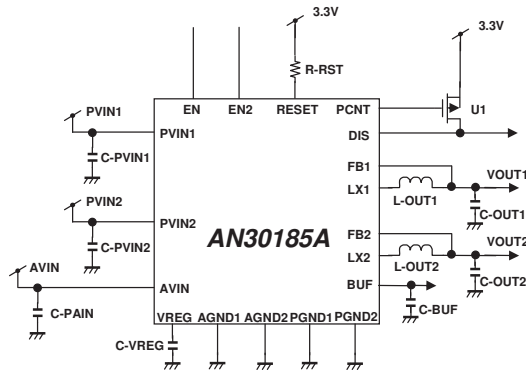 3.3V
3.3V
R-RST
EN
EN2
RESET
PCNT
U1
PVIN1
PVIN1
DIS
C-PVIN1
FB1
VOUT1
LX1
L-OUT1
C-OUT1
PVIN2
PVIN2
AN30185A
FB2
VOUT2
C-PVIN2
LX2
L-OUT2
C-OUT2
AVIN
AVIN
BUF
C-PAIN
C-BUF
VREG
AGND1
AGND2
PGND1
PGND2
C-VREG